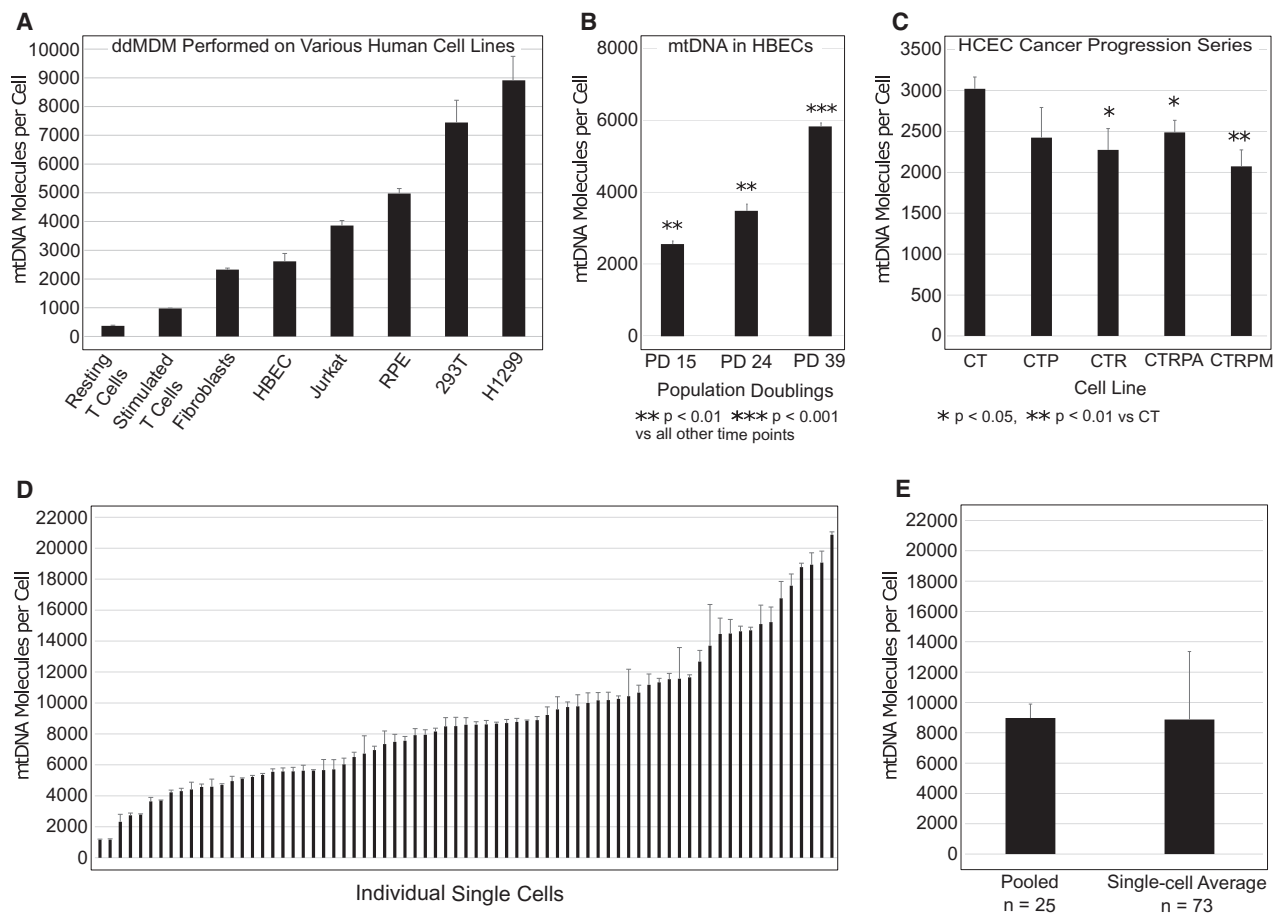 A
ddMDM Performed on Various Human Cell Lines
mtDNA Molecules per Cell
10000
9000
8000
7000
6000
5000
4000
3000
2000
1000
0
Resting
T Cells
Stimulated
T Cells
Fibroblasts
HBEC
Jurkat
RPE
293T
H1299
B
mtDNA in HBECs
mtDNA Molecules per Cell
8000
6000
4000
2000
0
**
**
***
PD 15 PD 24 PD 39
Population Doublings
** p < 0.01 *** p < 0.001
vs all other time points
C
HCEC Cancer Progression Series
mtDNA Molecules per Cell
3500
3000
2500
2000
1500
1000
500
0
*
*
**
CT CTP CTR CTRPA CTRPM
Cell Line
* p < 0.05, ** p < 0.01 vs CT
D
mtDNA Molecules per Cell
22000
20000
18000
16000
14000
12000
10000
8000
6000
4000
2000
0
Individual Single Cells
E
mtDNA Molecules per Cell
22000
20000
18000
16000
14000
12000
10000
8000
6000
4000
2000
0
Pooled
n = 25
Single-cell Average
n = 73